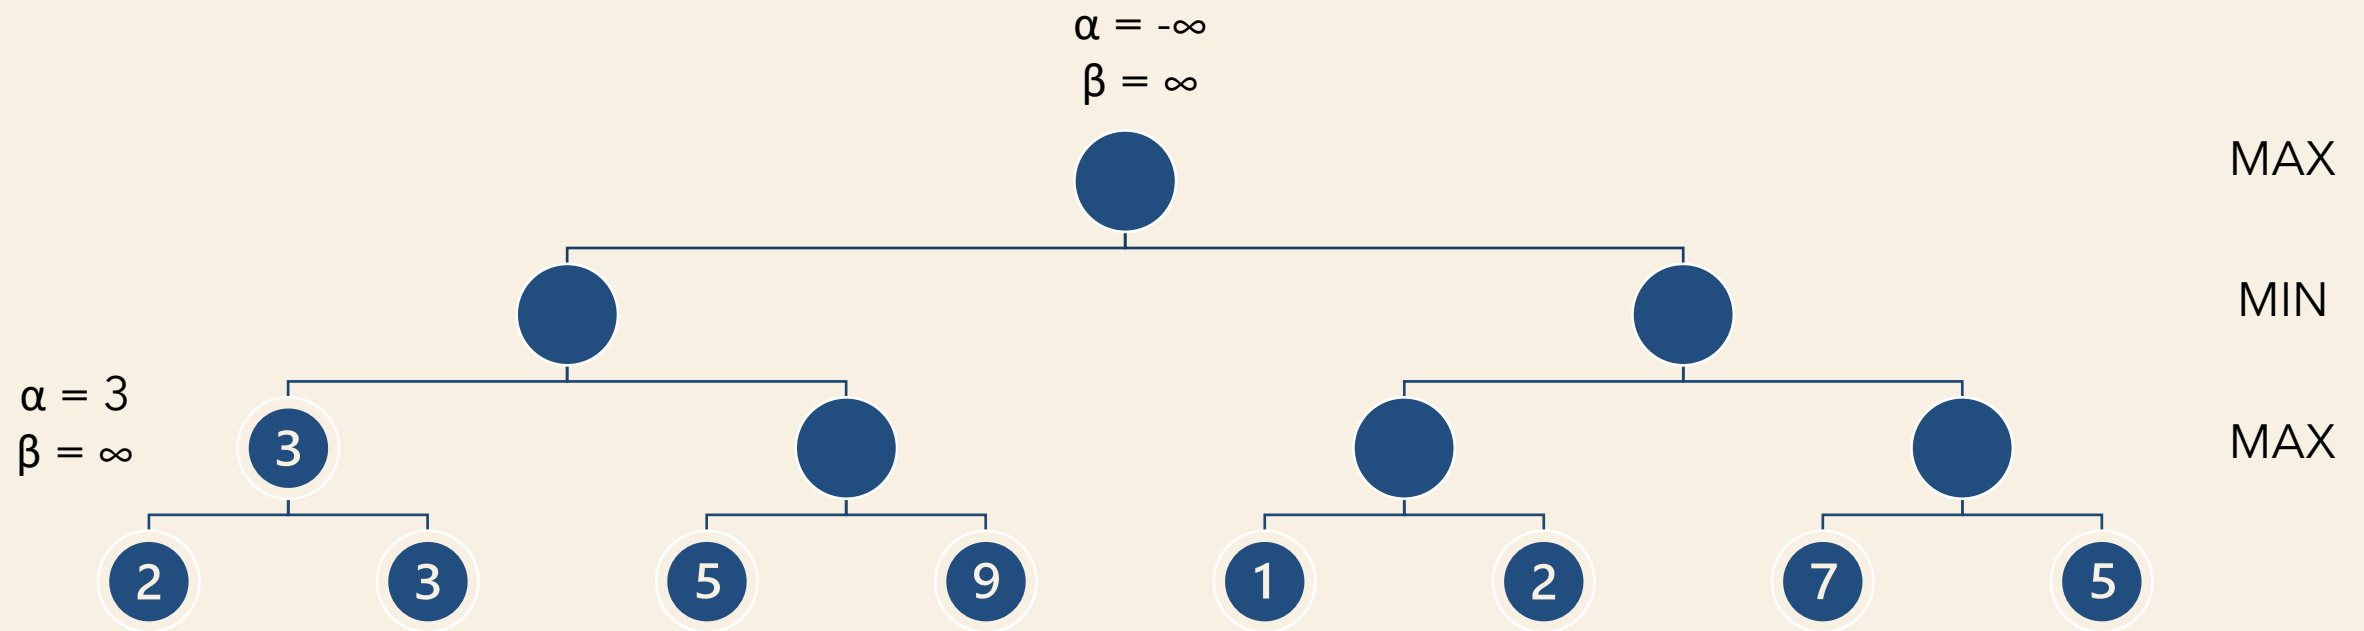 α = -∞
β = ∞
MAX
MIN
α = 3
β = ∞
3
MAX
2 3 5 9 1 2 7 5